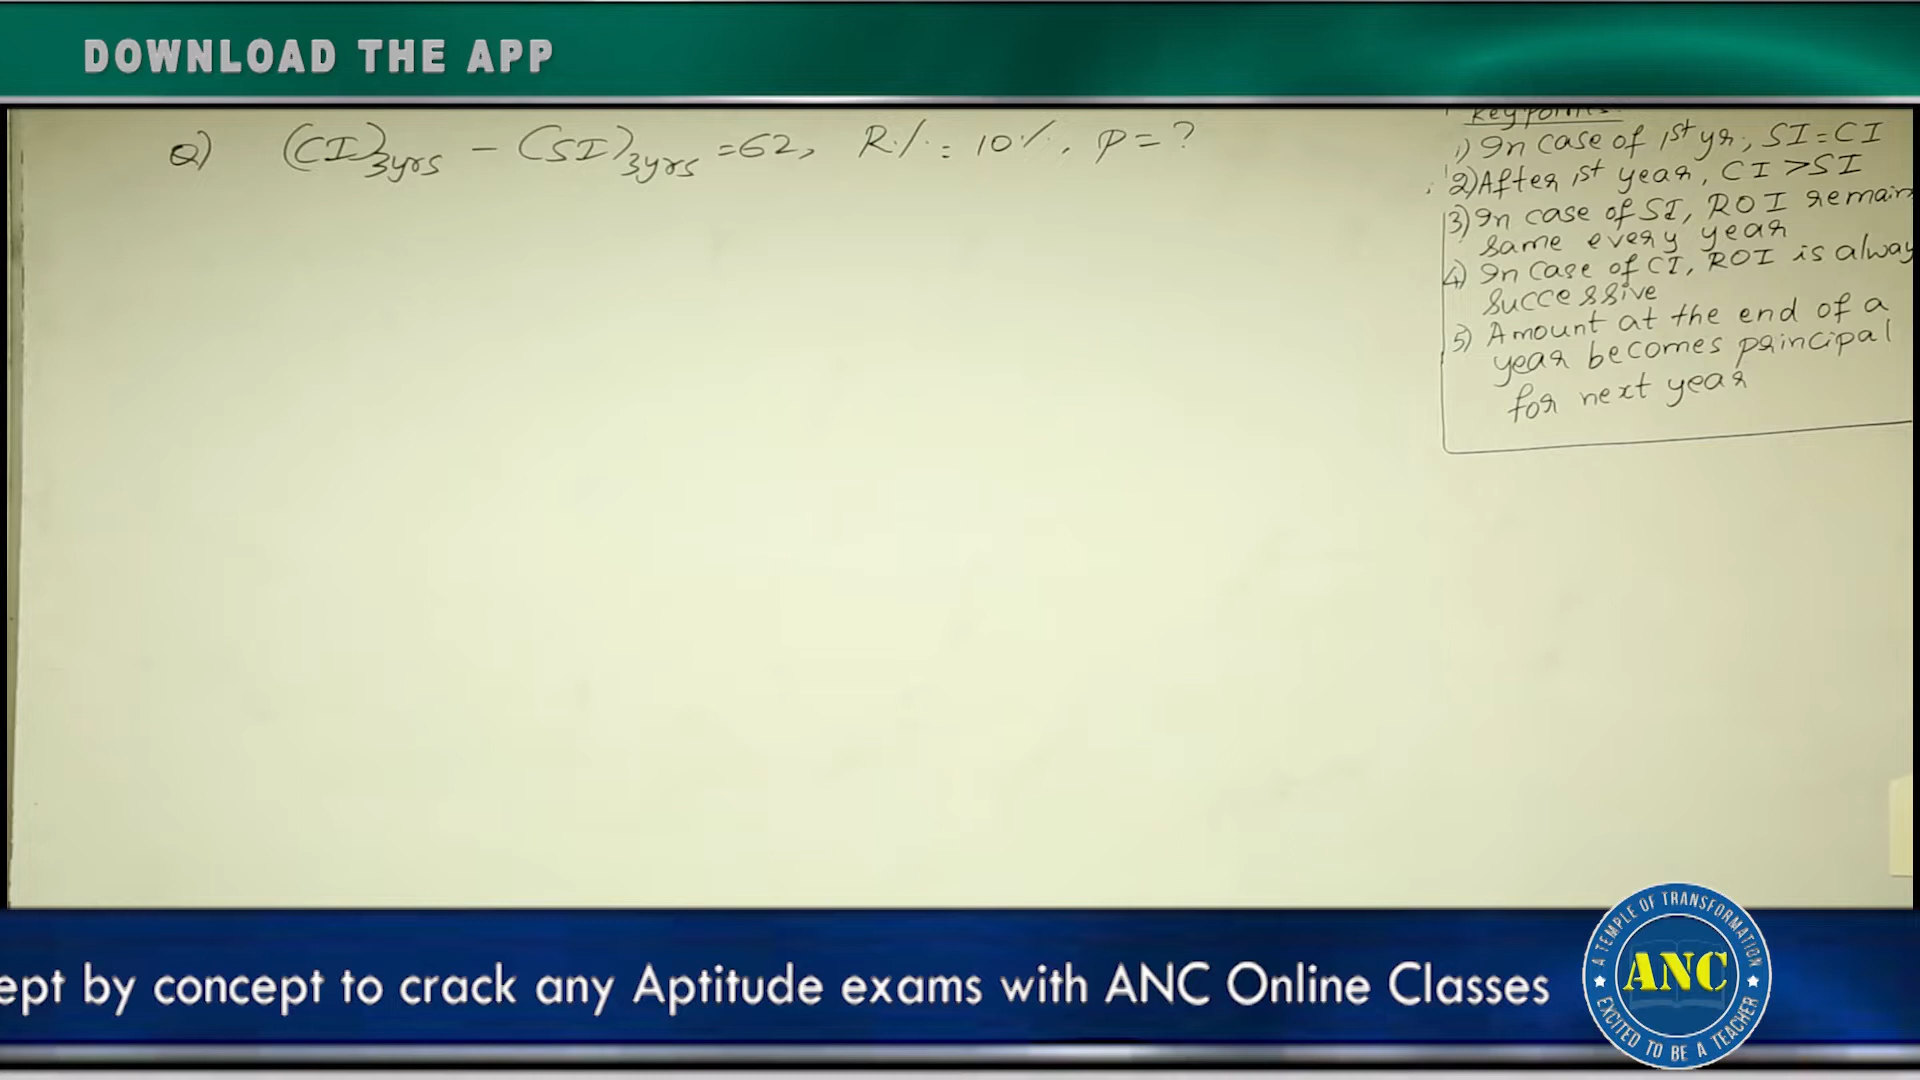 DOWNLOAD THE APP
Q) (CI)3yrs - (SI)3yrs = 62, R% = 10%, P = ?
Key points
1) In case of 1st yr, SI = CI
2) After 1st year, CI > SI
3) In case of SI, ROI remain
same every year
4) In case of CI, ROI is alway
successive
5) Amount at the end of a
year becomes principal
for next year
ept by concept to crack any Aptitude exams with ANC Online Classes
A TEMPLE OF TRANSFORMATION
ANC
EXCITED TO BE A TEACHER